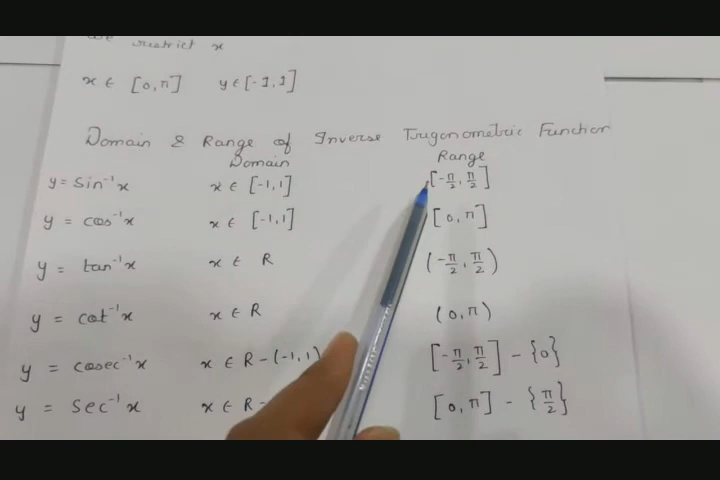 we restrict x
x ∈ [0, π] y ∈ [-1, 1]
Domain & Range of Inverse Trigonometric Function
Domain Range
y = sin⁻¹x x ∈ [-1, 1] [-π/2, π/2]
y = cos⁻¹x x ∈ [-1, 1] [0, π]
y = tan⁻¹x x ∈ R (-π/2, π/2)
y = cot⁻¹x x ∈ R (0, π)
y = cosec⁻¹x x ∈ R - (-1, 1) [-π/2, π/2] - {0}
y = sec⁻¹x x ∈ R - [0, π] - {π/2}